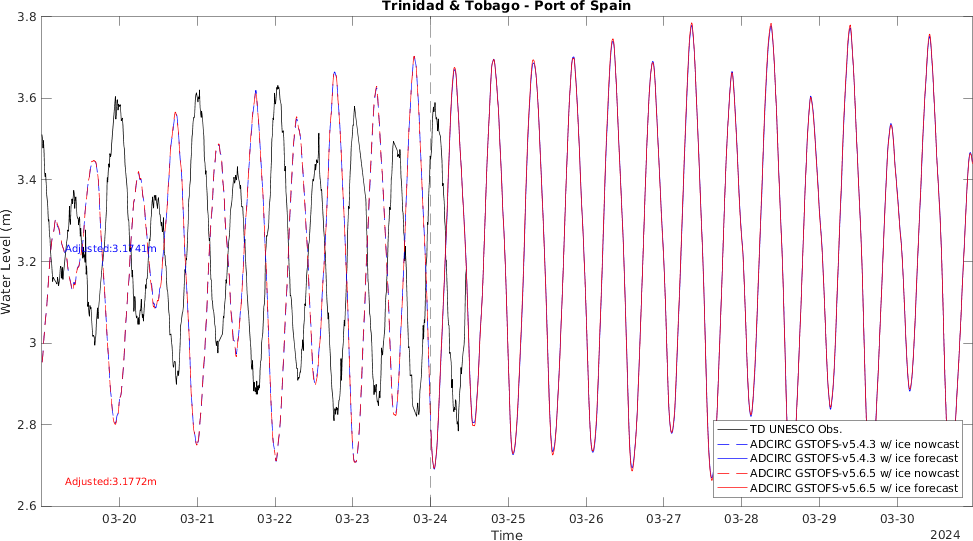 Trinidad & Tobago - Port of Spain
3.8
3.6
3.4
3.2
3
2.8
2.6
Water Level (m)
Adjusted:3.1741m
Adjusted:3.1772m
TD UNESCO Obs.
ADCIRC GSTOFS-v5.4.3 w/ ice nowcast
ADCIRC GSTOFS-v5.4.3 w/ ice forecast
ADCIRC GSTOFS-v5.6.5 w/ ice nowcast
ADCIRC GSTOFS-v5.6.5 w/ ice forecast
03-20 03-21 03-22 03-23 03-24 03-25 03-26 03-27 03-28 03-29 03-30
Time
2024